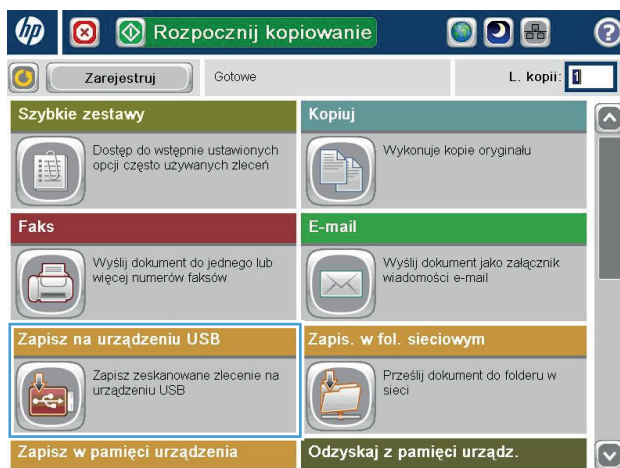 hp Rozpocznij kopiowanie ?
Zarejestruj Gotowe L. kopii: 1
Szybkie zestawy
Dostęp do wstępnie ustawionych
opcji często używanych zleceń
Kopiuj
Wykonuje kopie oryginału
Faks
Wyślij dokument do jednego lub
więcej numerów faksów
E-mail
Wyślij dokument jako załącznik
wiadomości e-mail
Zapisz na urządzeniu USB
Zapisz zeskanowane zlecenie na
urządzeniu USB
Zapis. w fol. sieciowym
Prześlij dokument do folderu w
sieci
Zapisz w pamięci urządzenia
Odzyskaj z pamięci urządz.